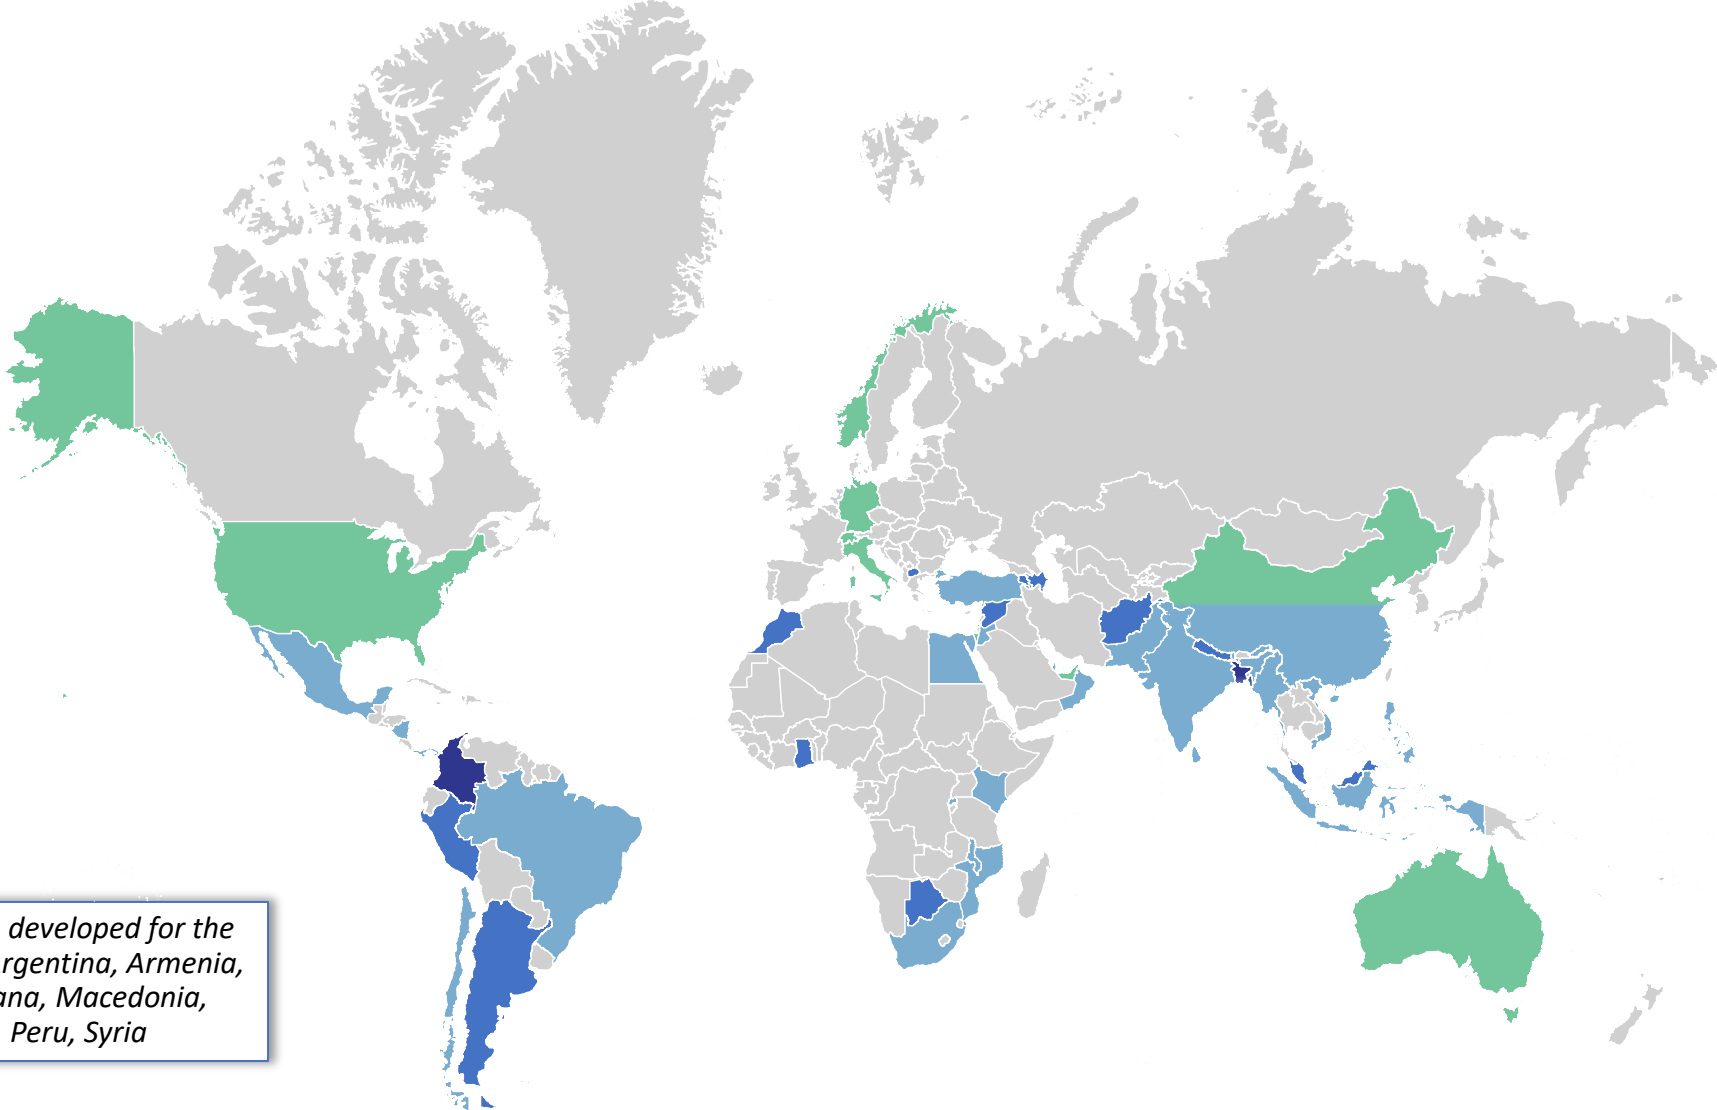 developed for the
rgentina, Armenia,
ana, Macedonia,
Peru, Syria